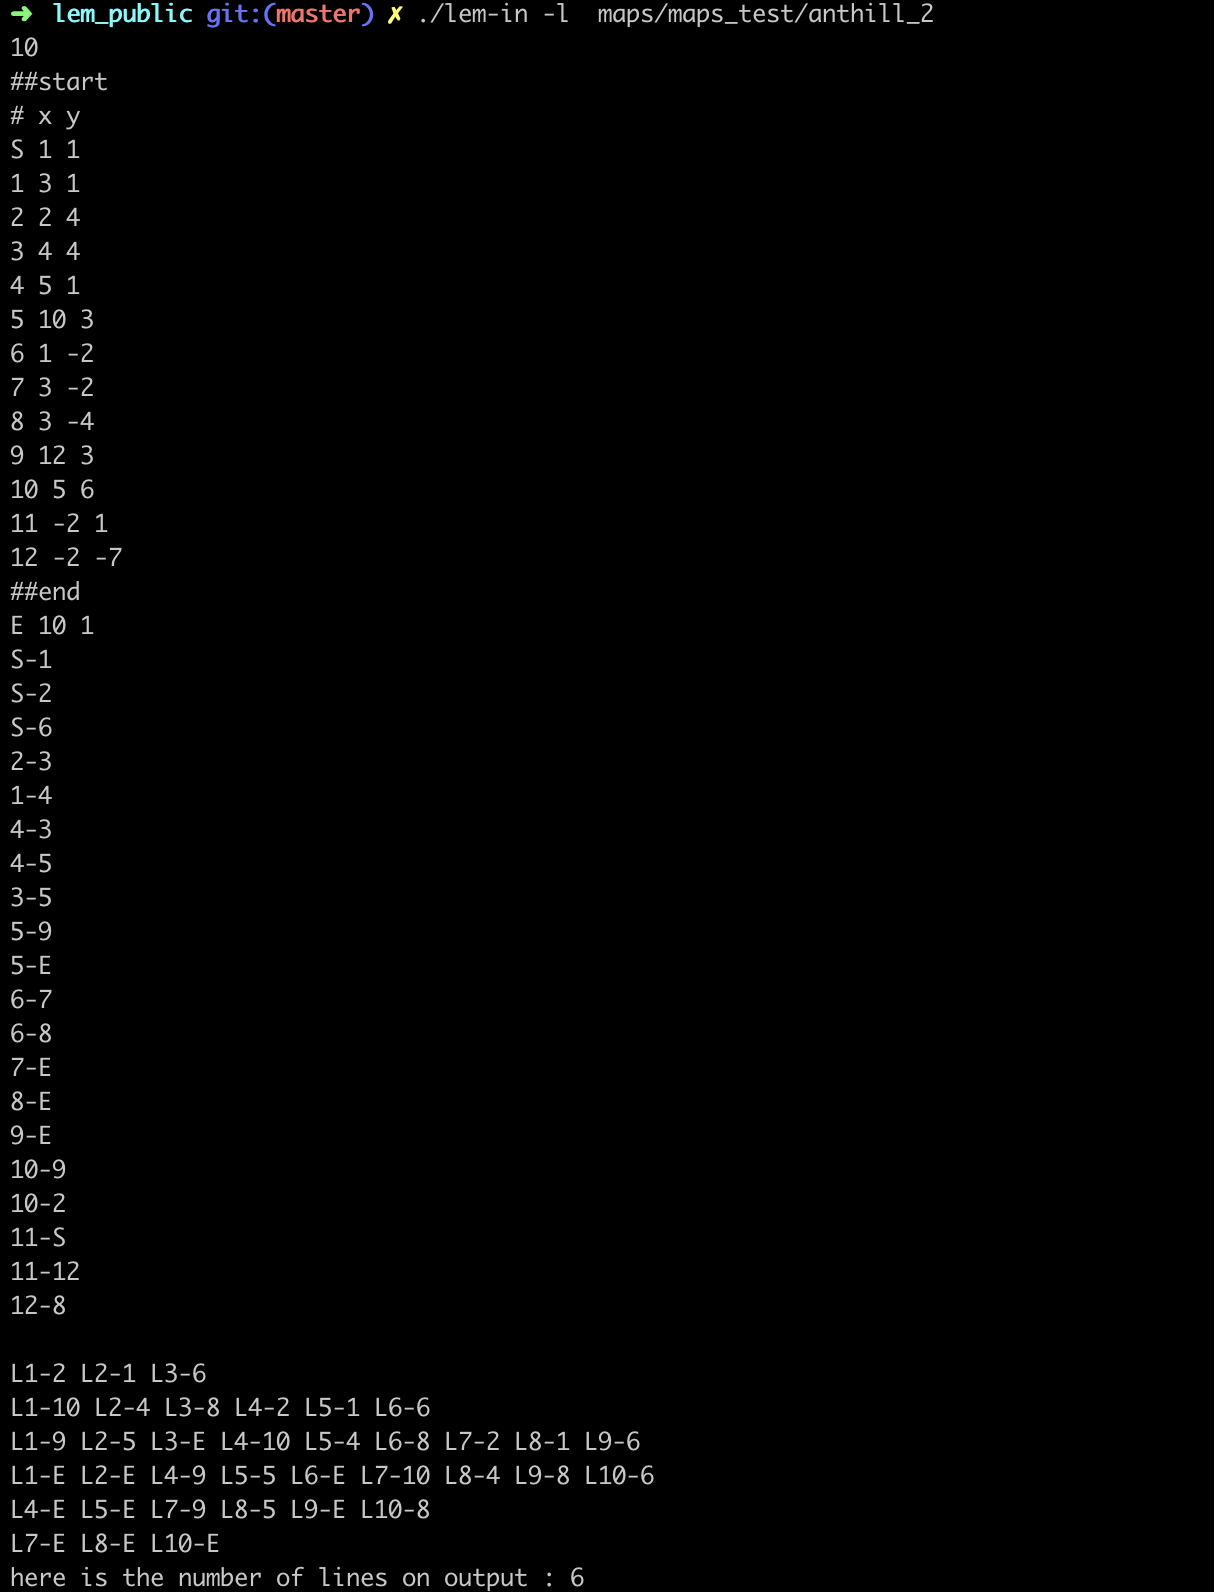 ➜  lem_public git:(master) ✗ ./lem-in -l  maps/maps_test/anthill_2
10
##start
# x y
S 1 1
1 3 1
2 2 4
3 4 4
4 5 1
5 10 3
6 1 -2
7 3 -2
8 3 -4
9 12 3
10 5 6
11 -2 1
12 -2 -7
##end
E 10 1
S-1
S-2
S-6
2-3
1-4
4-3
4-5
3-5
5-9
5-E
6-7
6-8
7-E
8-E
9-E
10-9
10-2
11-S
11-12
12-8

L1-2 L2-1 L3-6
L1-10 L2-4 L3-8 L4-2 L5-1 L6-6
L1-9 L2-5 L3-E L4-10 L5-4 L6-8 L7-2 L8-1 L9-6
L1-E L2-E L4-9 L5-5 L6-E L7-10 L8-4 L9-8 L10-6
L4-E L5-E L7-9 L8-5 L9-E L10-8
L7-E L8-E L10-E
here is the number of lines on output : 6